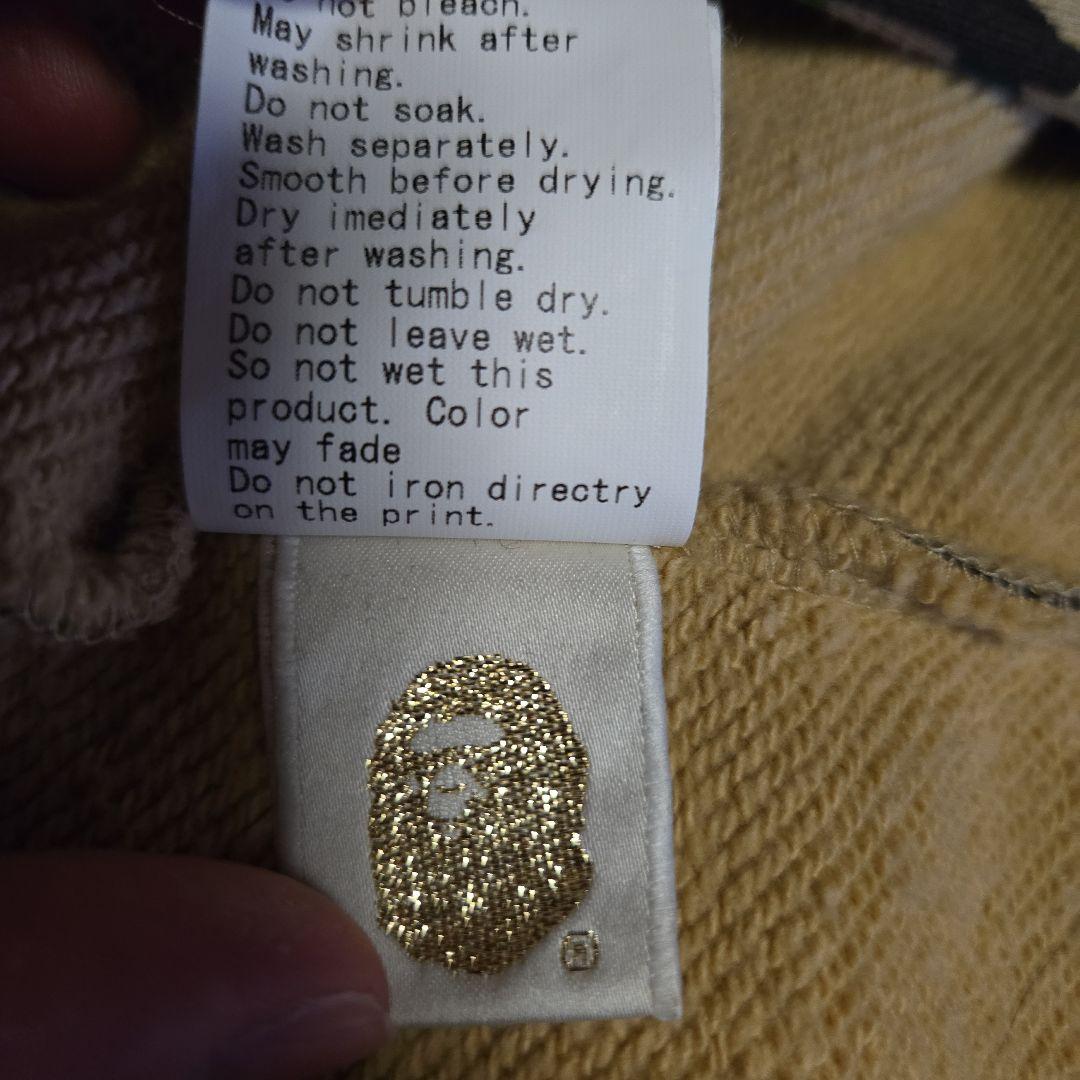 not bleach.
May shrink after
washing.
Do not soak.
Wash separately.
Smooth before drying.
Dry imediately
after washing.
Do not tumble dry.
Do not leave wet.
So not wet this
product. Color
may fade
Do not iron directry
on the print.
R